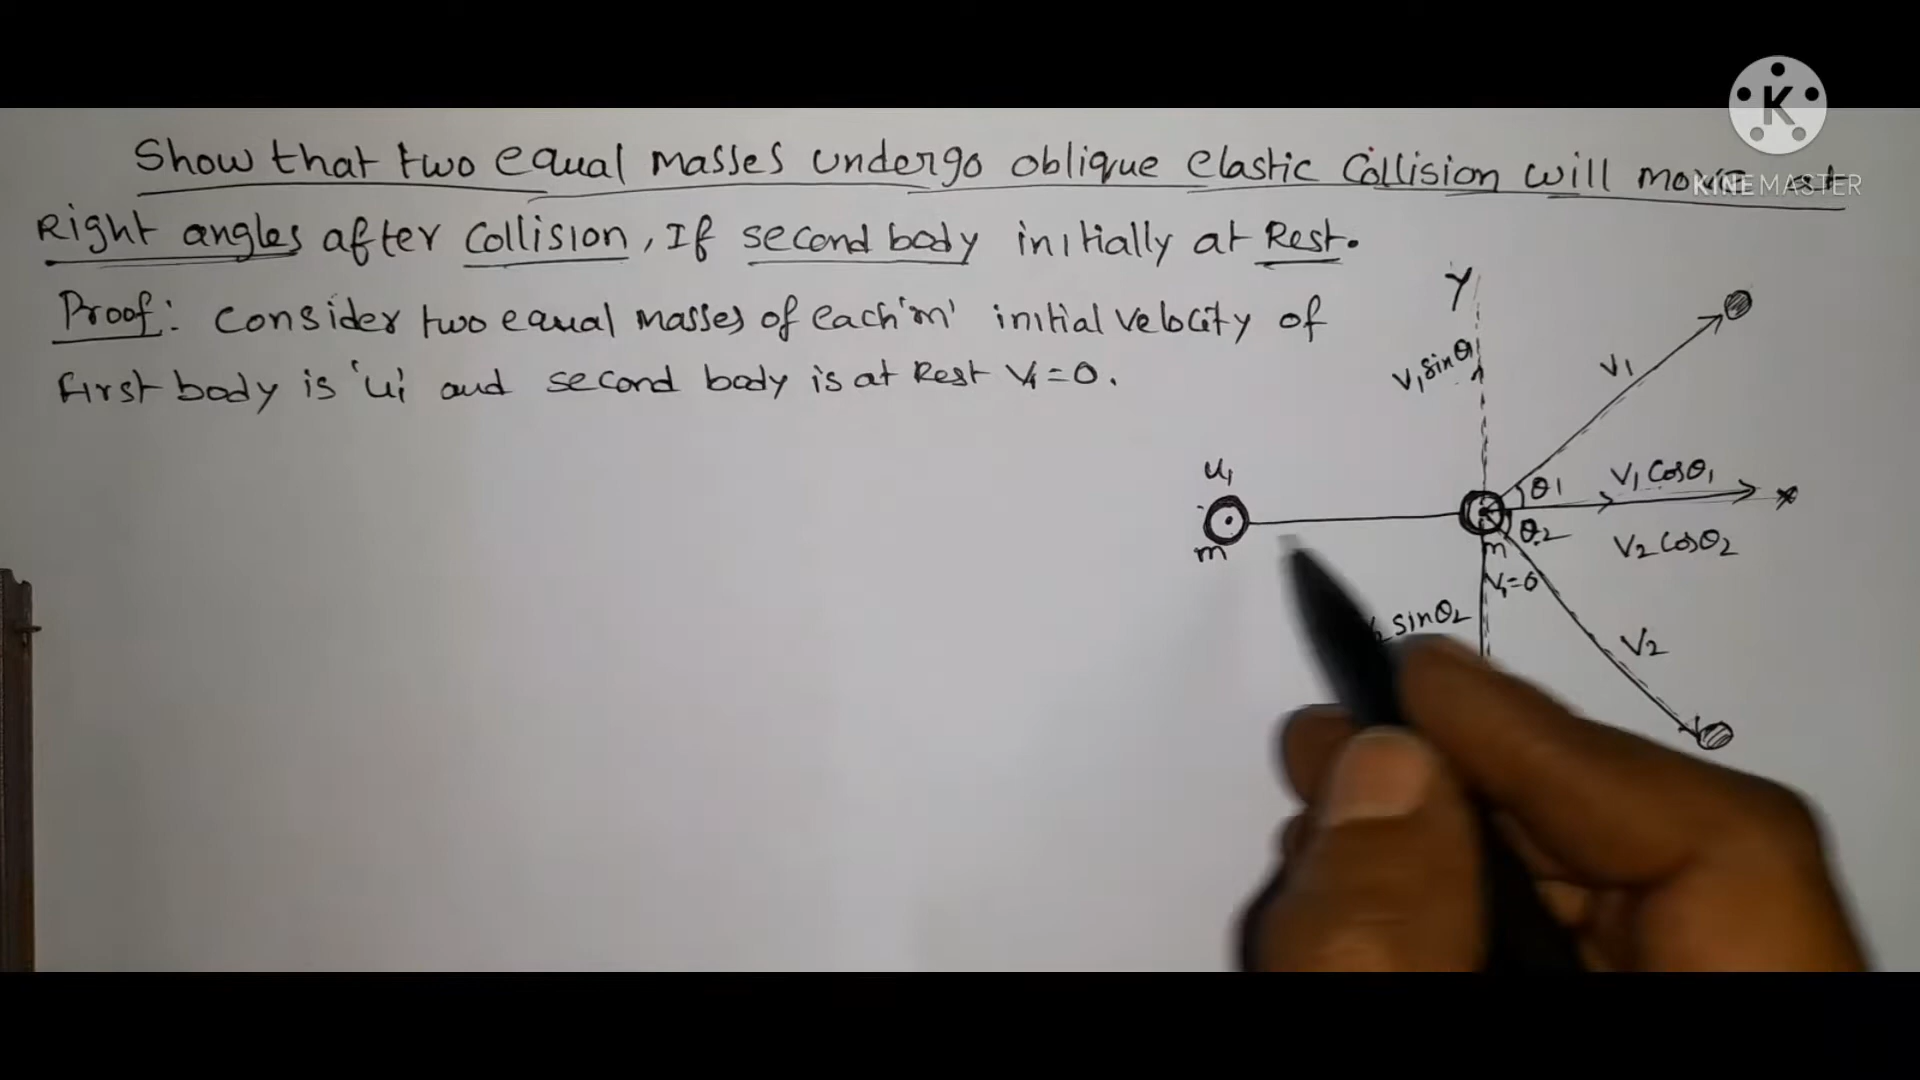 Show that two equal masses undergo oblique elastic Collision will move at
Right angles after collision, If second body initially at Rest.
Proof: Consider two equal masses of each 'm' initial velocity of
first body is 'u₁' and second body is at Rest V₁=0.
Y
V₁ sinθ
V₁
u₁
m
θ1
V₁ Cosθ₁
x
θ2
V₂ Cosθ₂
m
V₁=0
sinθ₂
V₂
K
KINEMASTER